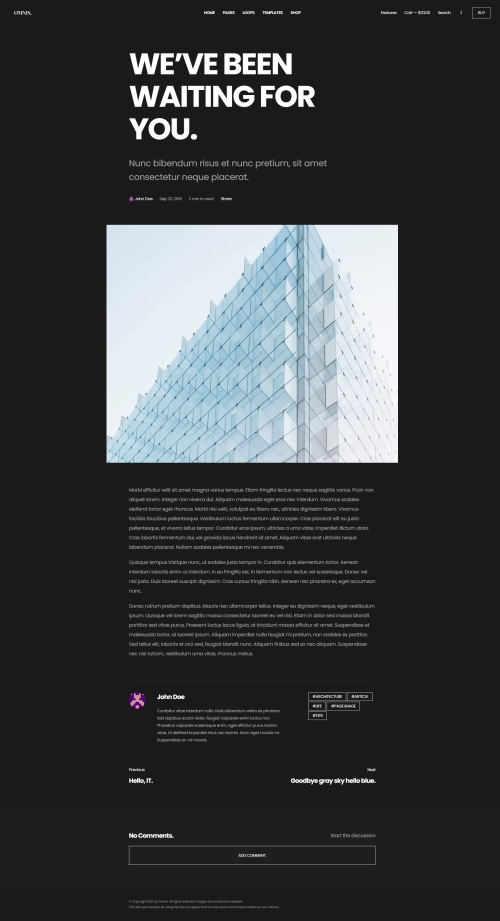 OMNIS.
HOME PAGES LOOPS TEMPLATES SHOP
Features Cart — Search BUY
WE'VE BEEN
WAITING FOR
YOU.
Nunc bibendum risus et nunc pretium, sit amet
consectetur neque placerat.
John Doe Sep 23, 2019 2 min to read Share
Morbi efficitur velit sit amet magna varius tempus. Etiam fringilla lectus nec neque sagittis varius. Proin non
aliquet lorem. Integer non viverra dui. Aliquam malesuada eget eros nec interdum. Vivamus sodales
eleifend tortor eget rhoncus. Morbi nisl velit, volutpat eu libero nec, ultricies dignissim libero. Vivamus
facilisis faucibus pellentesque. Vestibulum luctus fermentum ullamcorper. Cras placerat elit eu justo
pellentesque, et viverra tellus tempor. Curabitur eros ipsum, ultricies a urna vitae, imperdiet dictum dolor.
Cras lobortis fermentum dui, vel gravida lacus hendrerit sit amet. Aliquam vitae erat ultricies neque
bibendum placerat. Nullam sodales pellentesque mi nec venenatis.
Quisque tempus tristique nunc, ut sodales justo tempor in. Curabitur quis elementum tortor. Aenean
interdum lobortis enim ut interdum. In eu fringilla est, in fermentum non lectus vel scelerisque. Donec vel
nisi justo. Duis laoreet suscipit dignissim. Cras cursus fringilla nibh. Aenean nec pharetra ex, eget accumsan
nunc.
Donec rutrum pretium dapibus. Mauris nec ullamcorper tellus. Integer eu dignissim neque, eget vestibulum
ipsum. Quisque vel lorem sagittis massa consectetur laoreet eu vel nisi. Etiam in dolor sed massa blandit
porttitor sed vitae purus. Praesent luctus lacus ligula, at tincidunt massa efficitur sit amet. Suspendisse et
malesuada tortor, at laoreet ipsum. Aliquam imperdiet nulla feugiat mi pretium, non sodales ex porttitor.
Sed tellus elit, lobortis et orci sed, feugiat blandit nunc. Aliquam tristique eros sem. Suspendisse
nec nisi rutrum, vestibulum urna vitae, rhoncus metus.
John Doe
Curabitur vitae interdum nulla. Nulla bibendum vehicula pharetra.
Sed dapibus auctor dolor, feugiat vulputate enim luctus non.
Phasellus vulputate scelerisque enim, eget efficitur purus lacinia
vitae. Ut eleifend imperdiet risus nec lacinia. Nunc eget mauris mi.
Suspendisse ac mi mauris.
#ARCHITECTURE #ARTICLE
#LIFE #PAGE IMAGE
#TIPS
Previous
Hello, IT.
Next
Goodbye gray sky hello blue.
No Comments.
Start the discussion
ADD COMMENT.